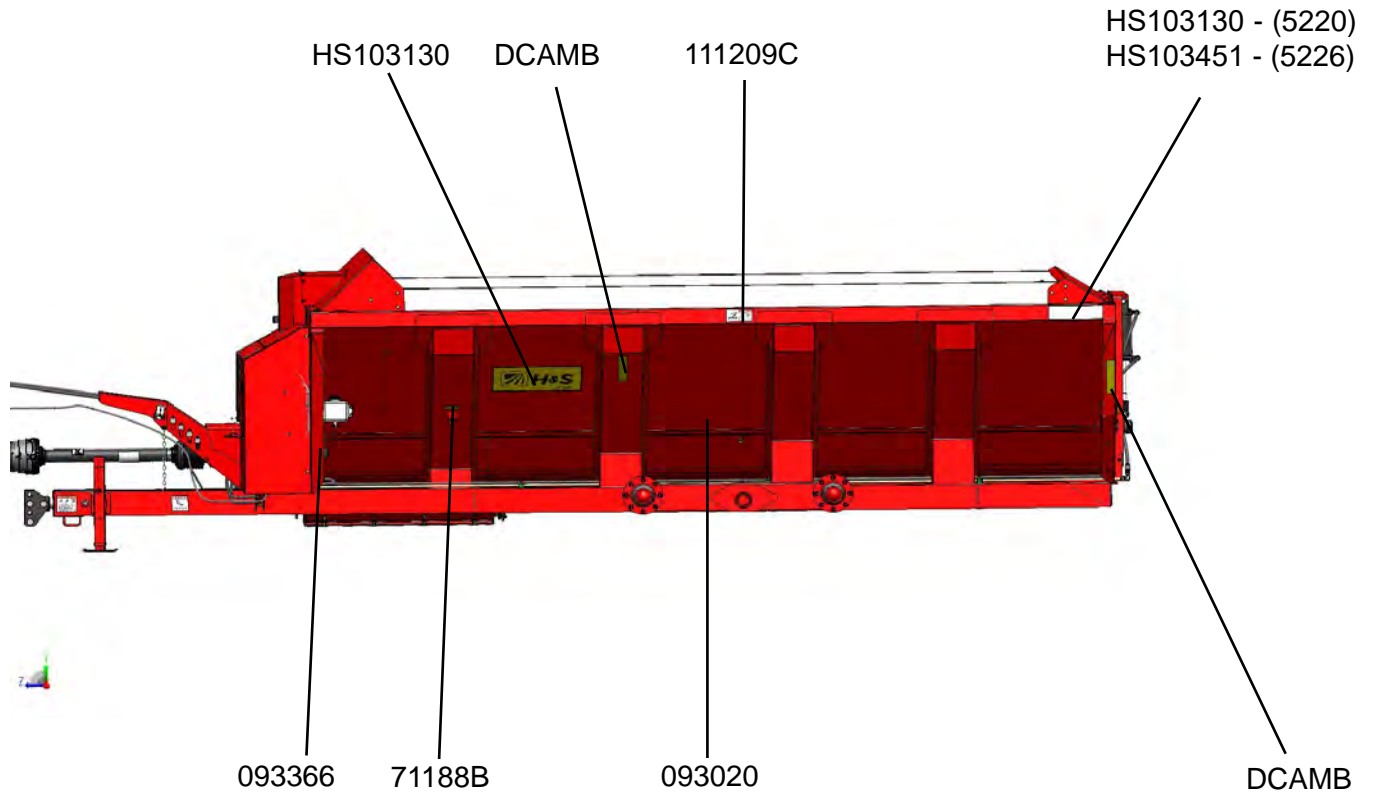 HS103130 - (5220)
HS103451 - (5226)
HS103130
DCAMB
111209C
H&S
093366
71188B
093020
DCAMB